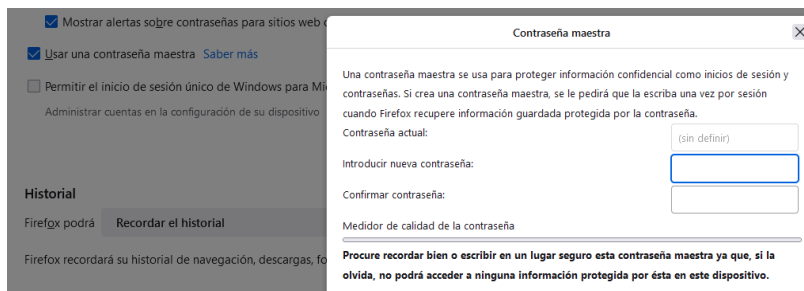 Mostrar alertas sobre contraseñas para sitios web
Usar una contraseña maestra Saber más
Permitir el inicio de sesión único de Windows para
Administrar cuentas en la configuración de su dispositivo
Historial
Firefox podrá Recordar el historial
Firefox recordará su historial de navegación, descargas,
Contraseña maestra
Una contraseña maestra se usa para proteger información confidencial como inicios de sesión y
contraseñas. Si crea una contraseña maestra, se le pedirá que la escriba una vez por sesión
cuando Firefox recupere información guardada protegida por la contraseña.
Contraseña actual:
(sin definir)
Introducir nueva contraseña:
Confirmar contraseña:
Medidor de calidad de la contraseña
Procure recordar bien o escribir en un lugar seguro esta contraseña maestra ya que, si la
olvida, no podrá acceder a ninguna información protegida por ésta en este dispositivo.